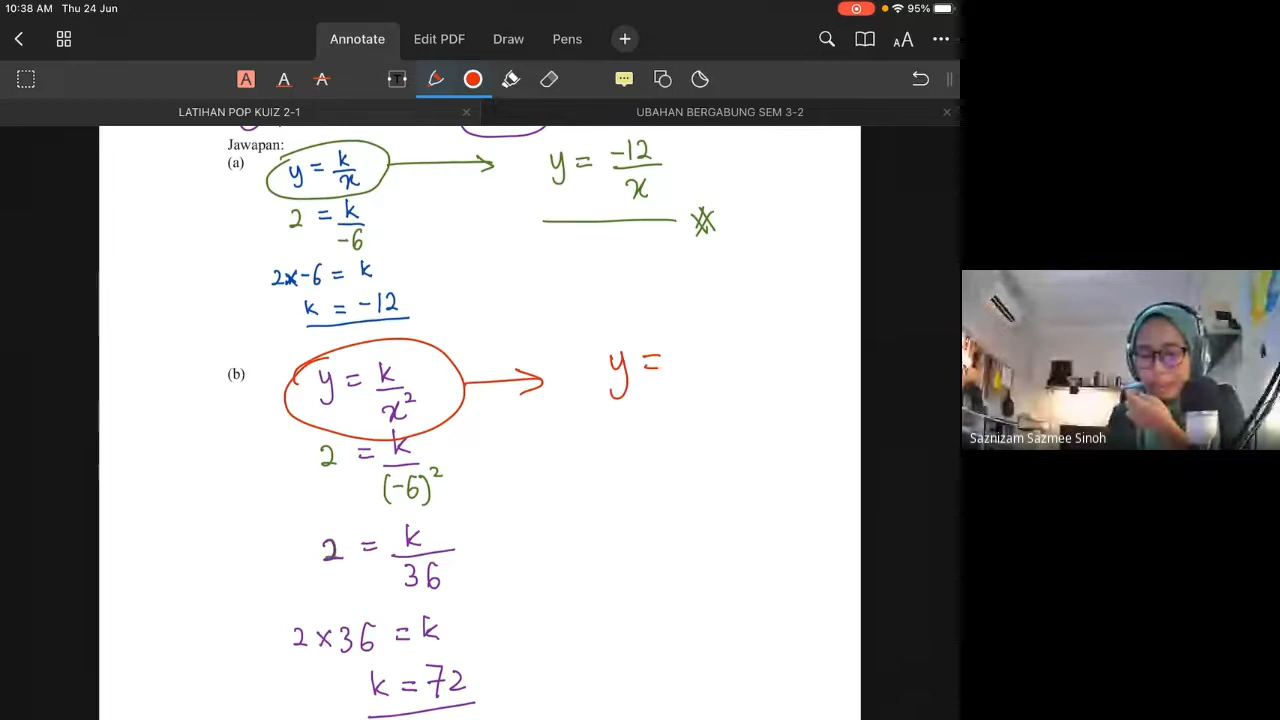 10:38 AM Thu 24 Jun
95%
Annotate Edit PDF Draw Pens
A A A T
LATIHAN POP KUIZ 2-1
UBAHAN BERGABUNG SEM 3-2
Jawapan:
(a)
y = k/x
y = -12/x
2 = k/-6
2x-6 = k
k = -12
(b)
y = k/x²
y =
2 = k/(-6)²
2 = k/36
2 × 36 = k
k = 72
Saznizam Sazmee Sinoh